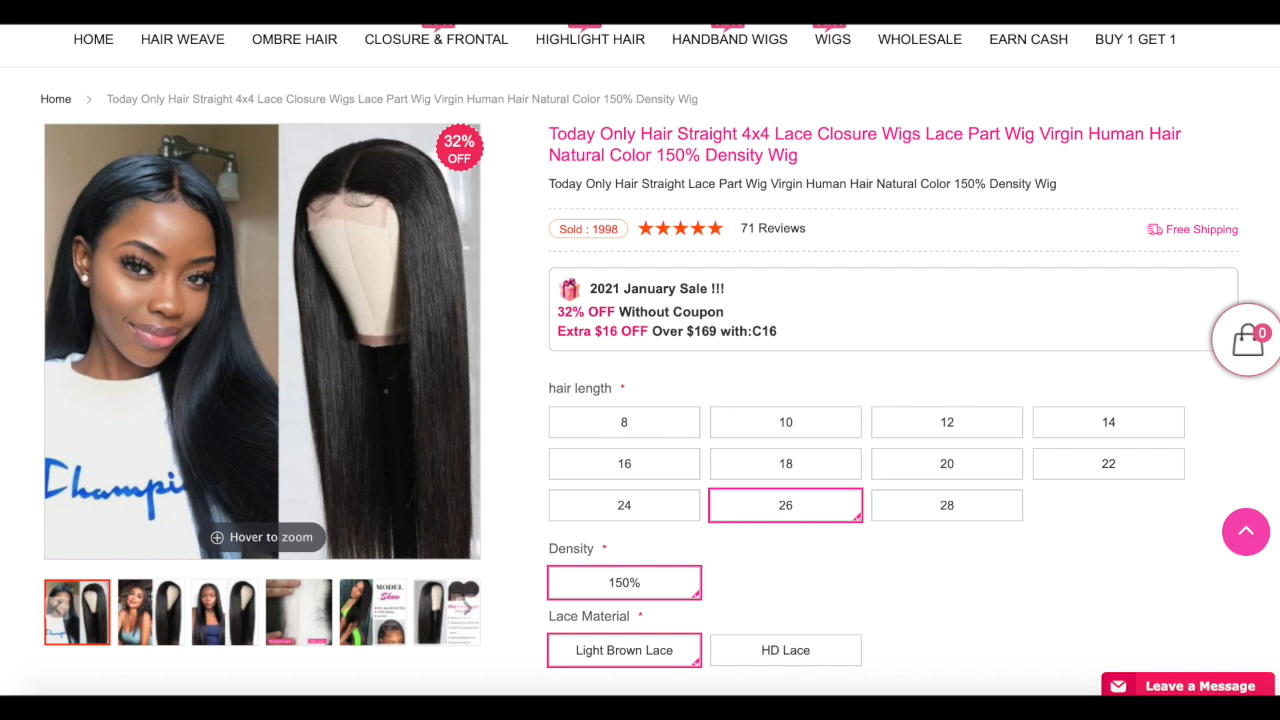 HOME HAIR WEAVE OMBRE HAIR CLOSURE & FRONTAL HIGHLIGHT HAIR HANDBAND WIGS WIGS WHOLESALE EARN CASH BUY 1 GET 1
Home > Today Only Hair Straight 4x4 Lace Closure Wigs Lace Part Wig Virgin Human Hair Natural Color 150% Density Wig
32%
OFF
Champi
Hover to zoom
MODEL
Show
Today Only Hair Straight 4x4 Lace Closure Wigs Lace Part Wig Virgin Human Hair
Natural Color 150% Density Wig
Today Only Hair Straight Lace Part Wig Virgin Human Hair Natural Color 150% Density Wig
Sold : 1998 ★★★★★ 71 Reviews Free Shipping
2021 January Sale !!!
32% OFF Without Coupon
Extra $16 OFF Over $169 with:C16
0
hair length *
8 10 12 14
16 18 20 22
24 26 28
Density *
150%
Lace Material *
Light Brown Lace HD Lace
Leave a Message